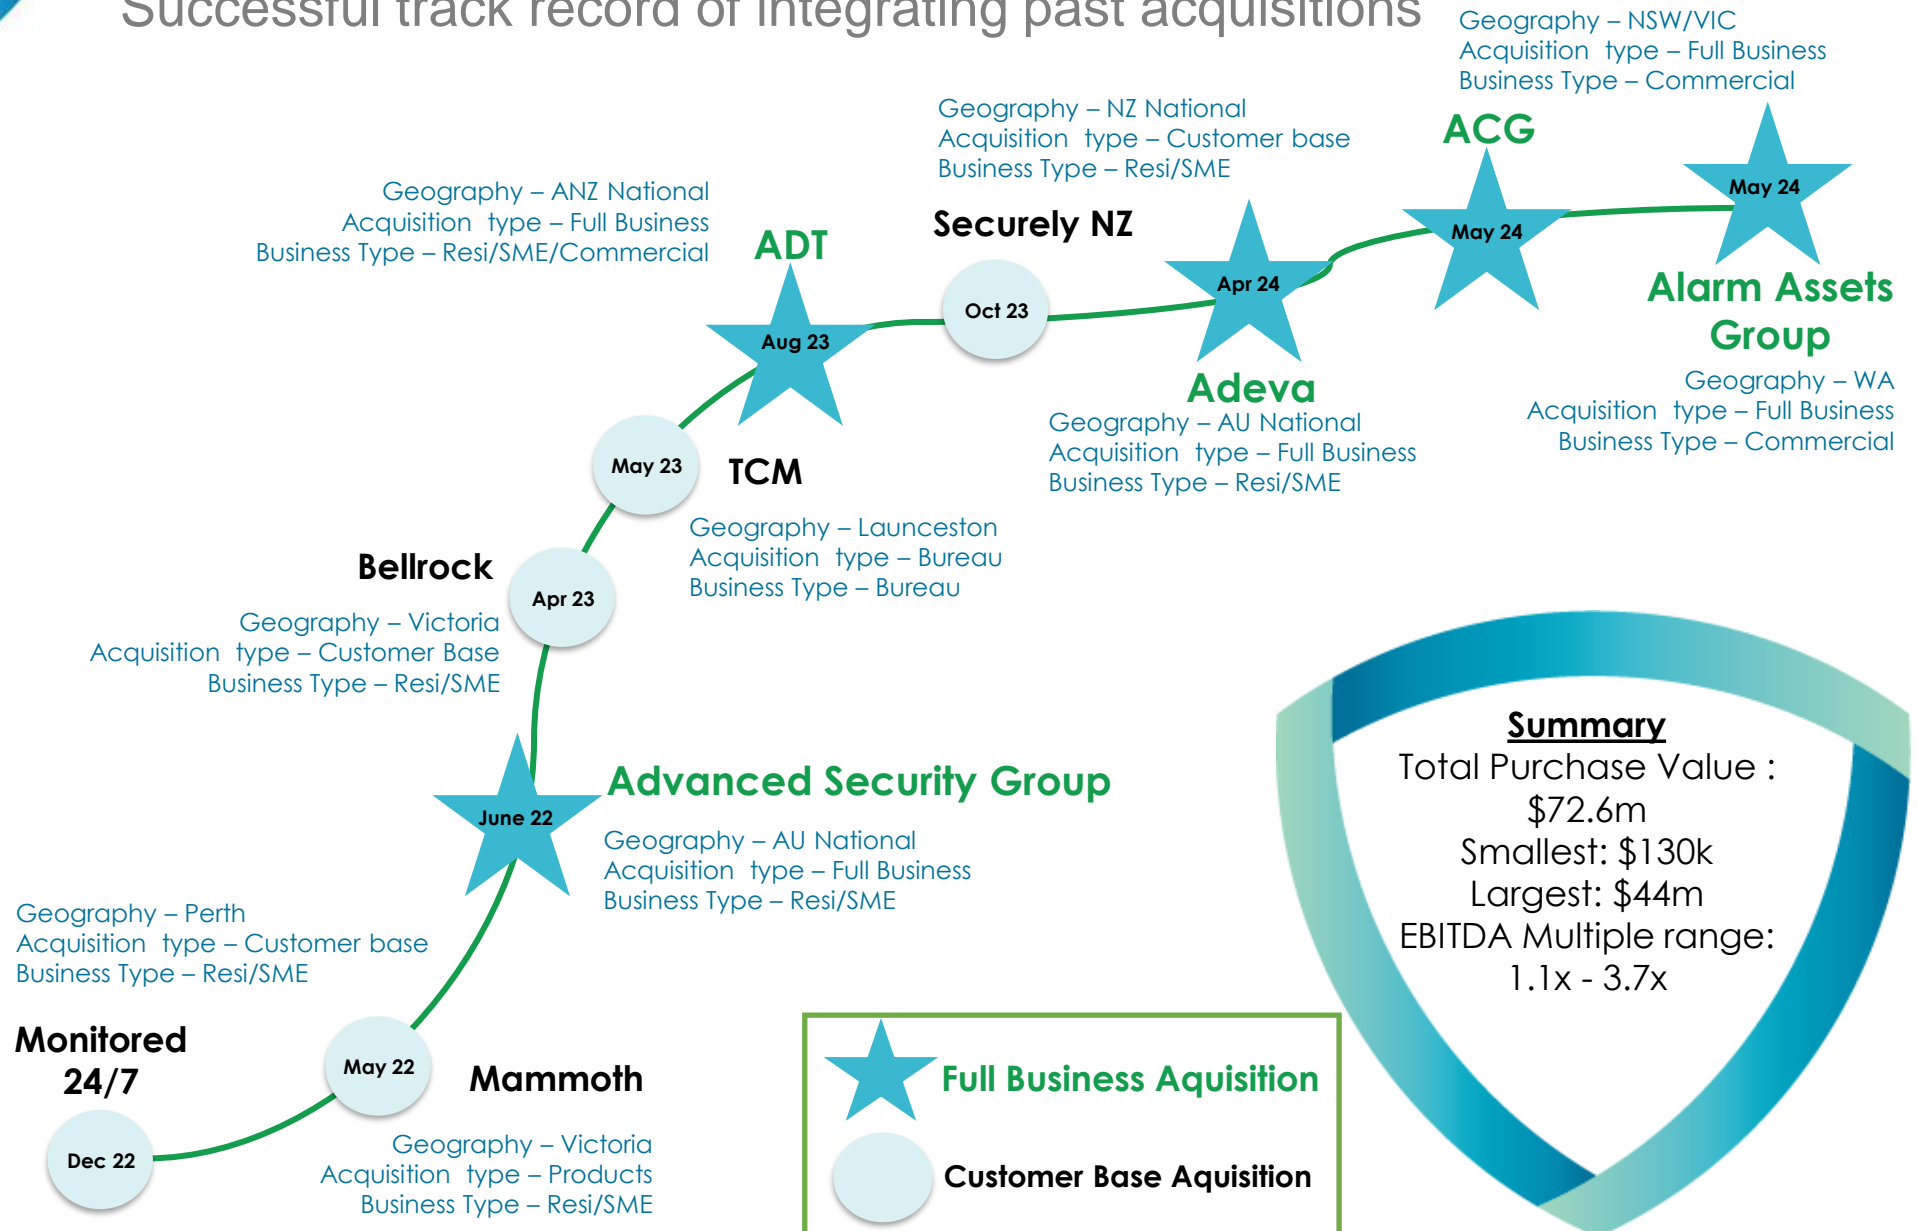 Successful track record of integrating past acquisitions
Geography – NSW/VIC
Acquisition type – Full Business
Business Type – Commercial
ACG
May 24
May 24
Alarm Assets
Group
Geography – WA
Acquisition type – Full Business
Business Type – Commercial
Geography – NZ National
Acquisition type – Customer base
Business Type – Resi/SME
Securely NZ
Oct 23
Apr 24
Adeva
Geography – AU National
Acquisition type – Full Business
Business Type – Resi/SME
Geography – ANZ National
Acquisition type – Full Business
Business Type – Resi/SME/Commercial
ADT
Aug 23
May 23
TCM
Geography – Launceston
Acquisition type – Bureau
Business Type – Bureau
Bellrock
Apr 23
Geography – Victoria
Acquisition type – Customer Base
Business Type – Resi/SME
June 22
Advanced Security Group
Geography – AU National
Acquisition type – Full Business
Business Type – Resi/SME
Geography – Perth
Acquisition type – Customer base
Business Type – Resi/SME
Monitored
24/7
Dec 22
May 22
Mammoth
Geography – Victoria
Acquisition type – Products
Business Type – Resi/SME
Full Business Aquisition
Customer Base Aquisition
Summary
Total Purchase Value :
$72.6m
Smallest: $130k
Largest: $44m
EBITDA Multiple range:
1.1x - 3.7x